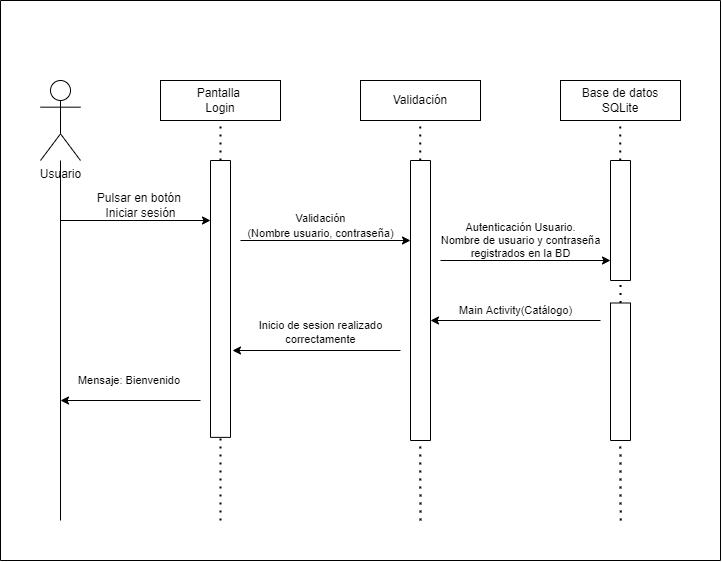 Pantalla
Login
Validación
Base de datos
SQLite
Usuario
Pulsar en botón
Iniciar sesión
Validación
(Nombre usuario, contraseña)
Autenticación Usuario.
Nombre de usuario y contraseña
registrados en la BD
Main Activity(Catálogo)
Inicio de sesion realizado
correctamente
Mensaje: Bienvenido